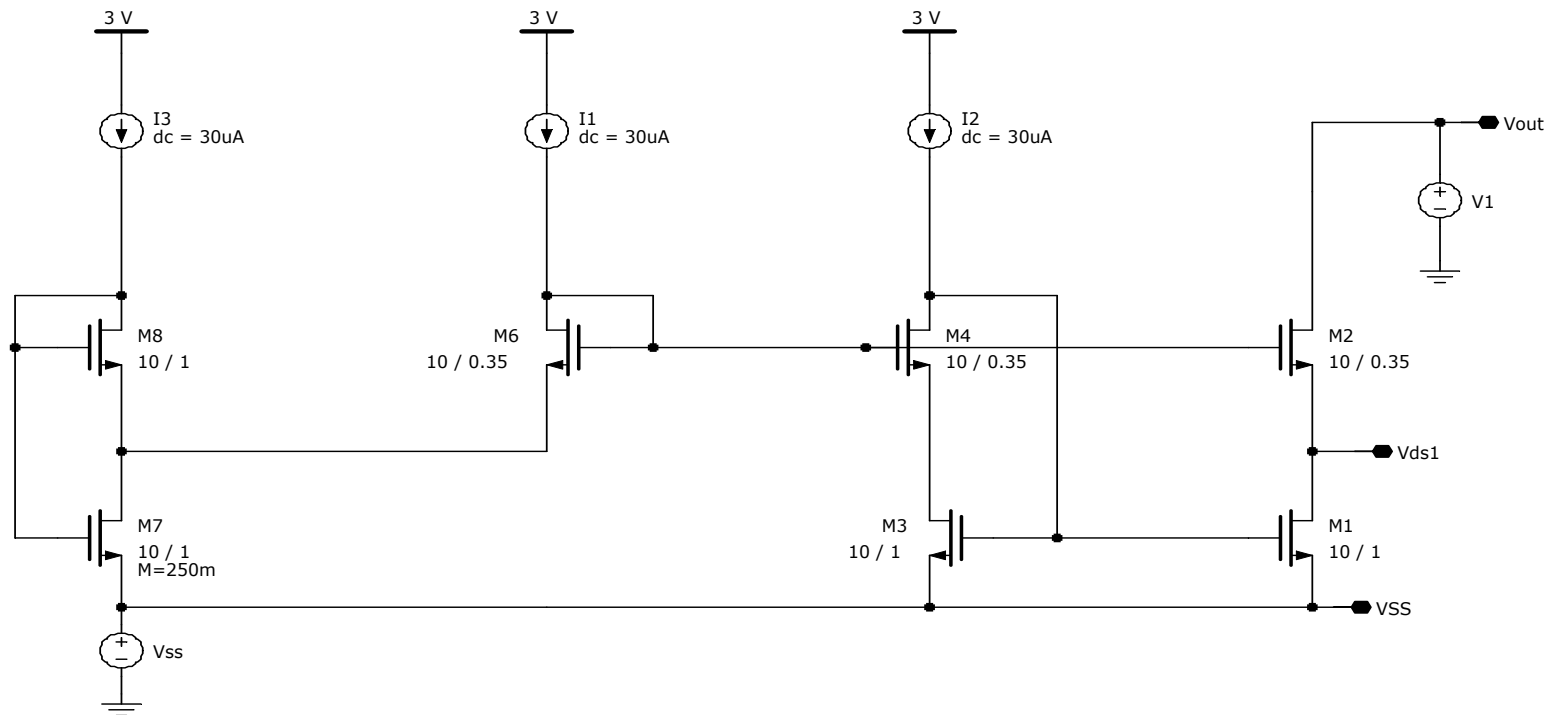 3 V
3 V
3 V
I3
dc = 30uA
I1
dc = 30uA
I2
dc = 30uA
Vout
V1
M8
10 / 1
M6
10 / 0.35
M4
10 / 0.35
M2
10 / 0.35
Vds1
M7
10 / 1
M=250m
M3
10 / 1
M1
10 / 1
VSS
Vss